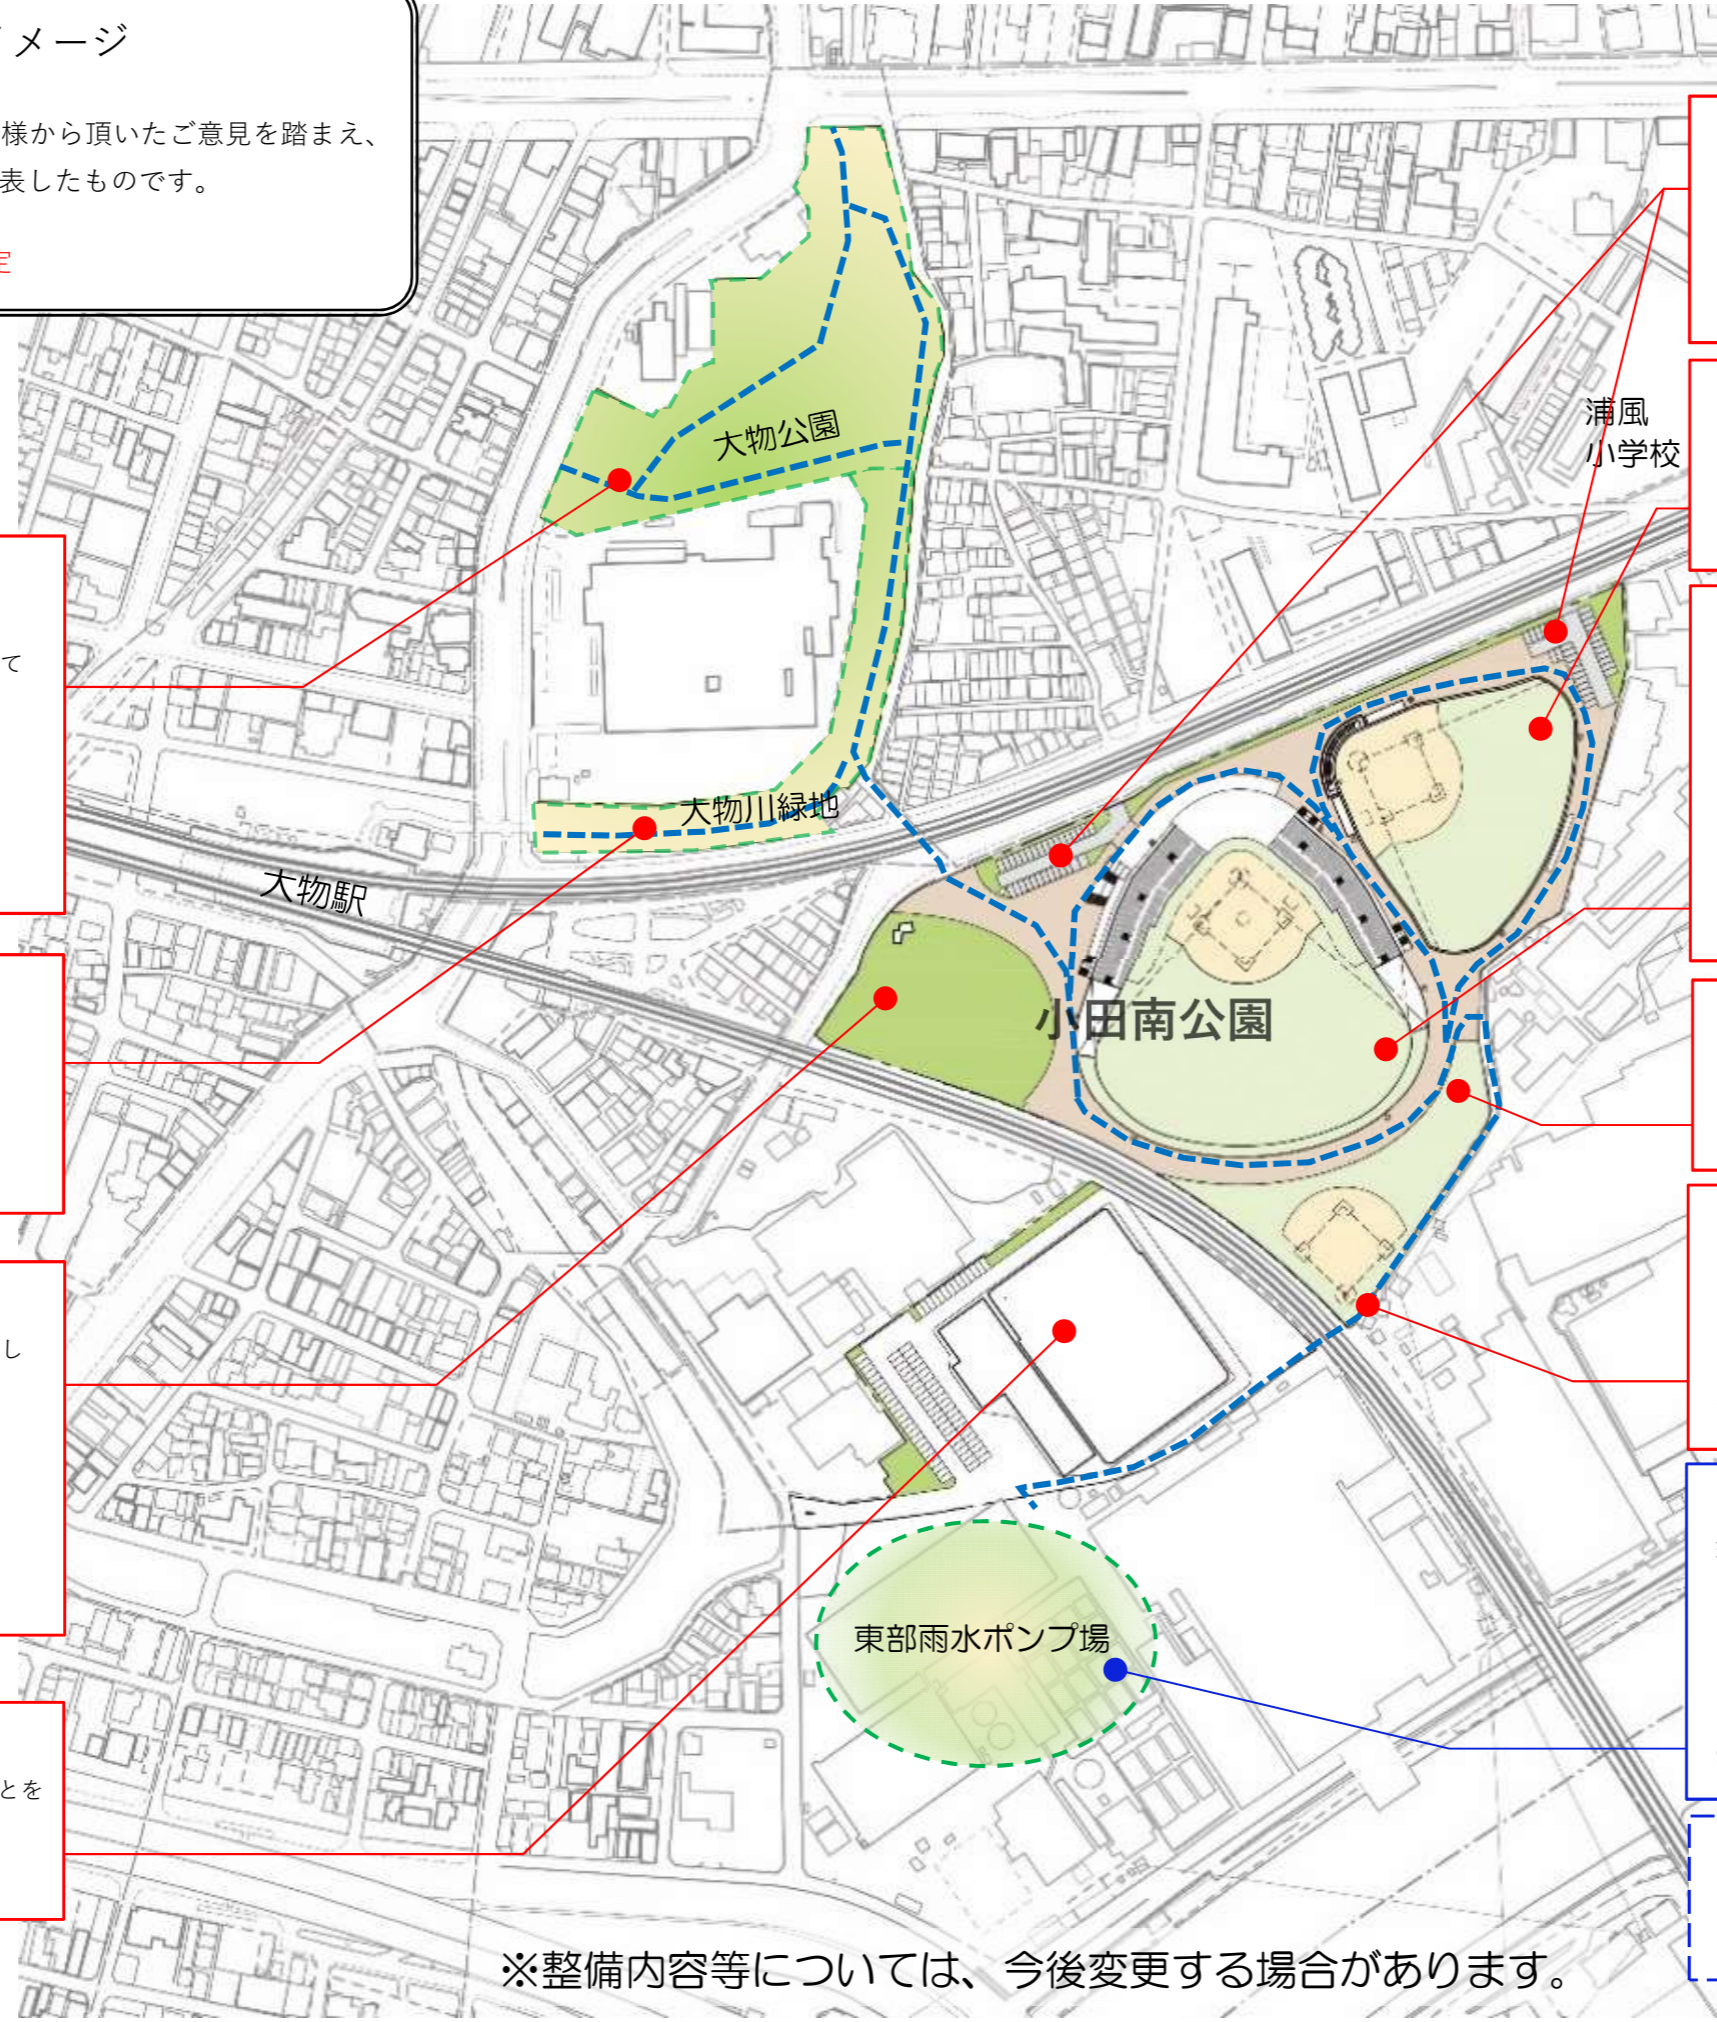 イメージ
様から頂いたご意見を踏まえ、
表したものです。
定
浦風
小学校
大物公園
て
大物川緑地
大物駅
小田南公園
し
東部雨水ポンプ場
とを
※整備内容等については、今後変更する場合があります。